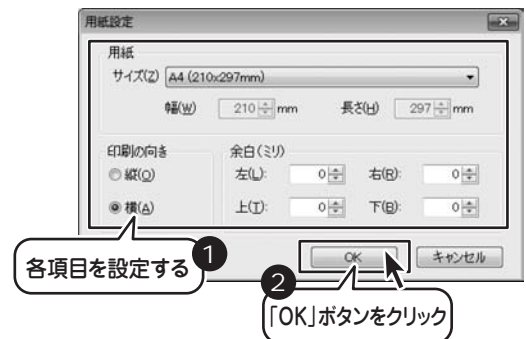 用紙設定
用紙
サイズ(Z) A4 (210x297mm)
幅(W) 210 mm 長さ(H) 297 mm
印刷の向き 余白(ミリ)
縦(O) 左(L): 0 右(R): 0
横(A) 上(T): 0 下(B): 0
各項目を設定する 1
OK キャンセル
2
「OK」ボタンをクリック